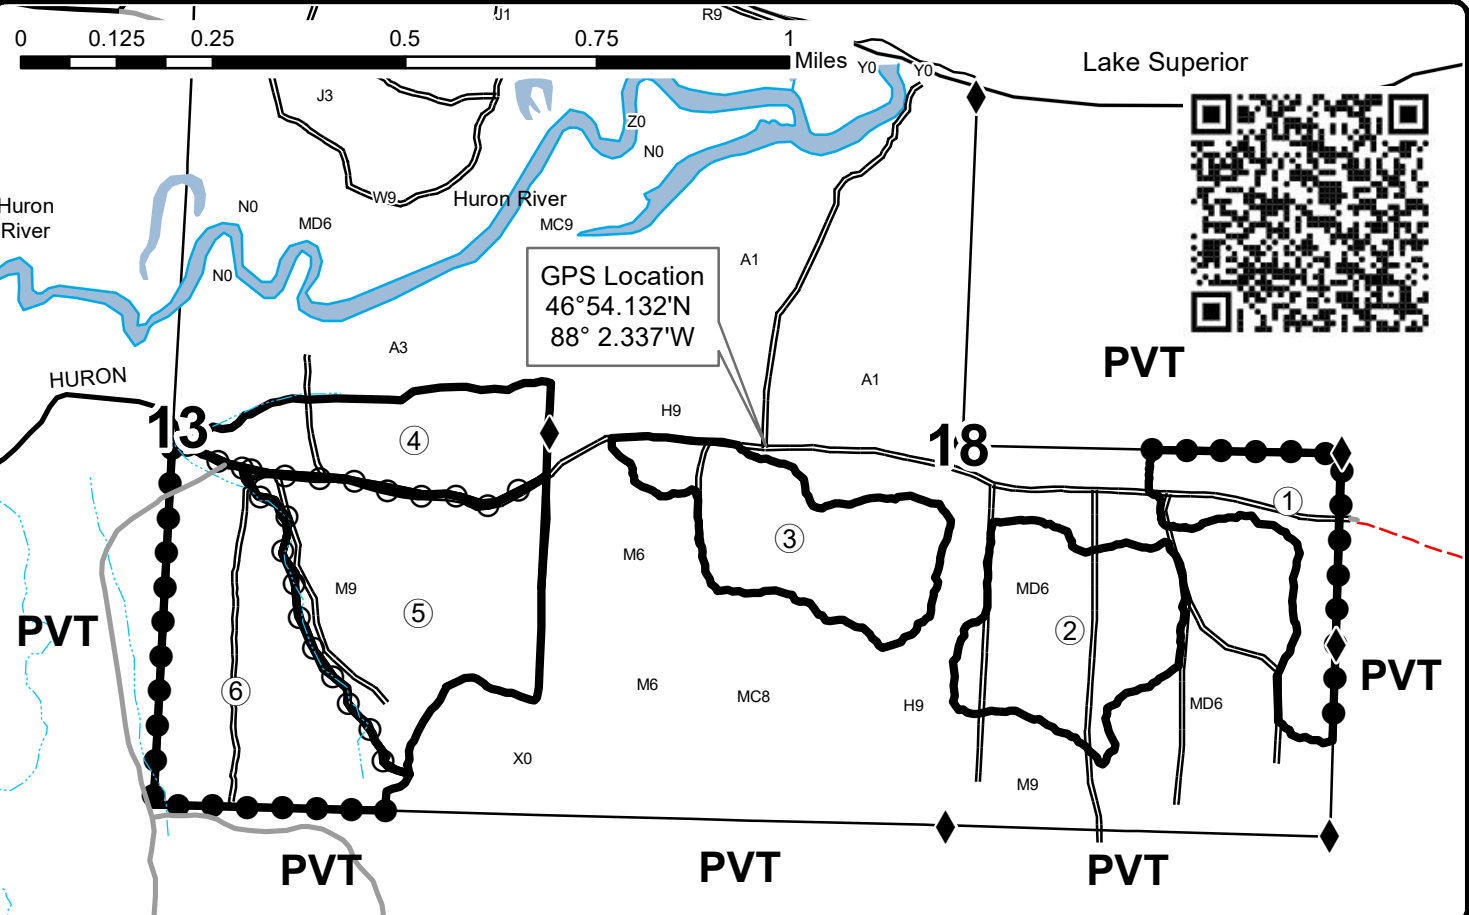 J1
R9
0
0.125
0.25
0.5
0.75
1
Miles
Y0
Y0
Lake Superior
J3
Z0
N0
W9
Huron River
Huron
River
N0
MD6
MC9
N0
A1
GPS Location
46°54.132'N
88° 2.337'W
A3
PVT
HURON
A1
H9
13
4
18
1
3
M6
M9
MD6
5
PVT
2
6
M6
MC8
H9
MD6
PVT
X0
M9
PVT
PVT
PVT